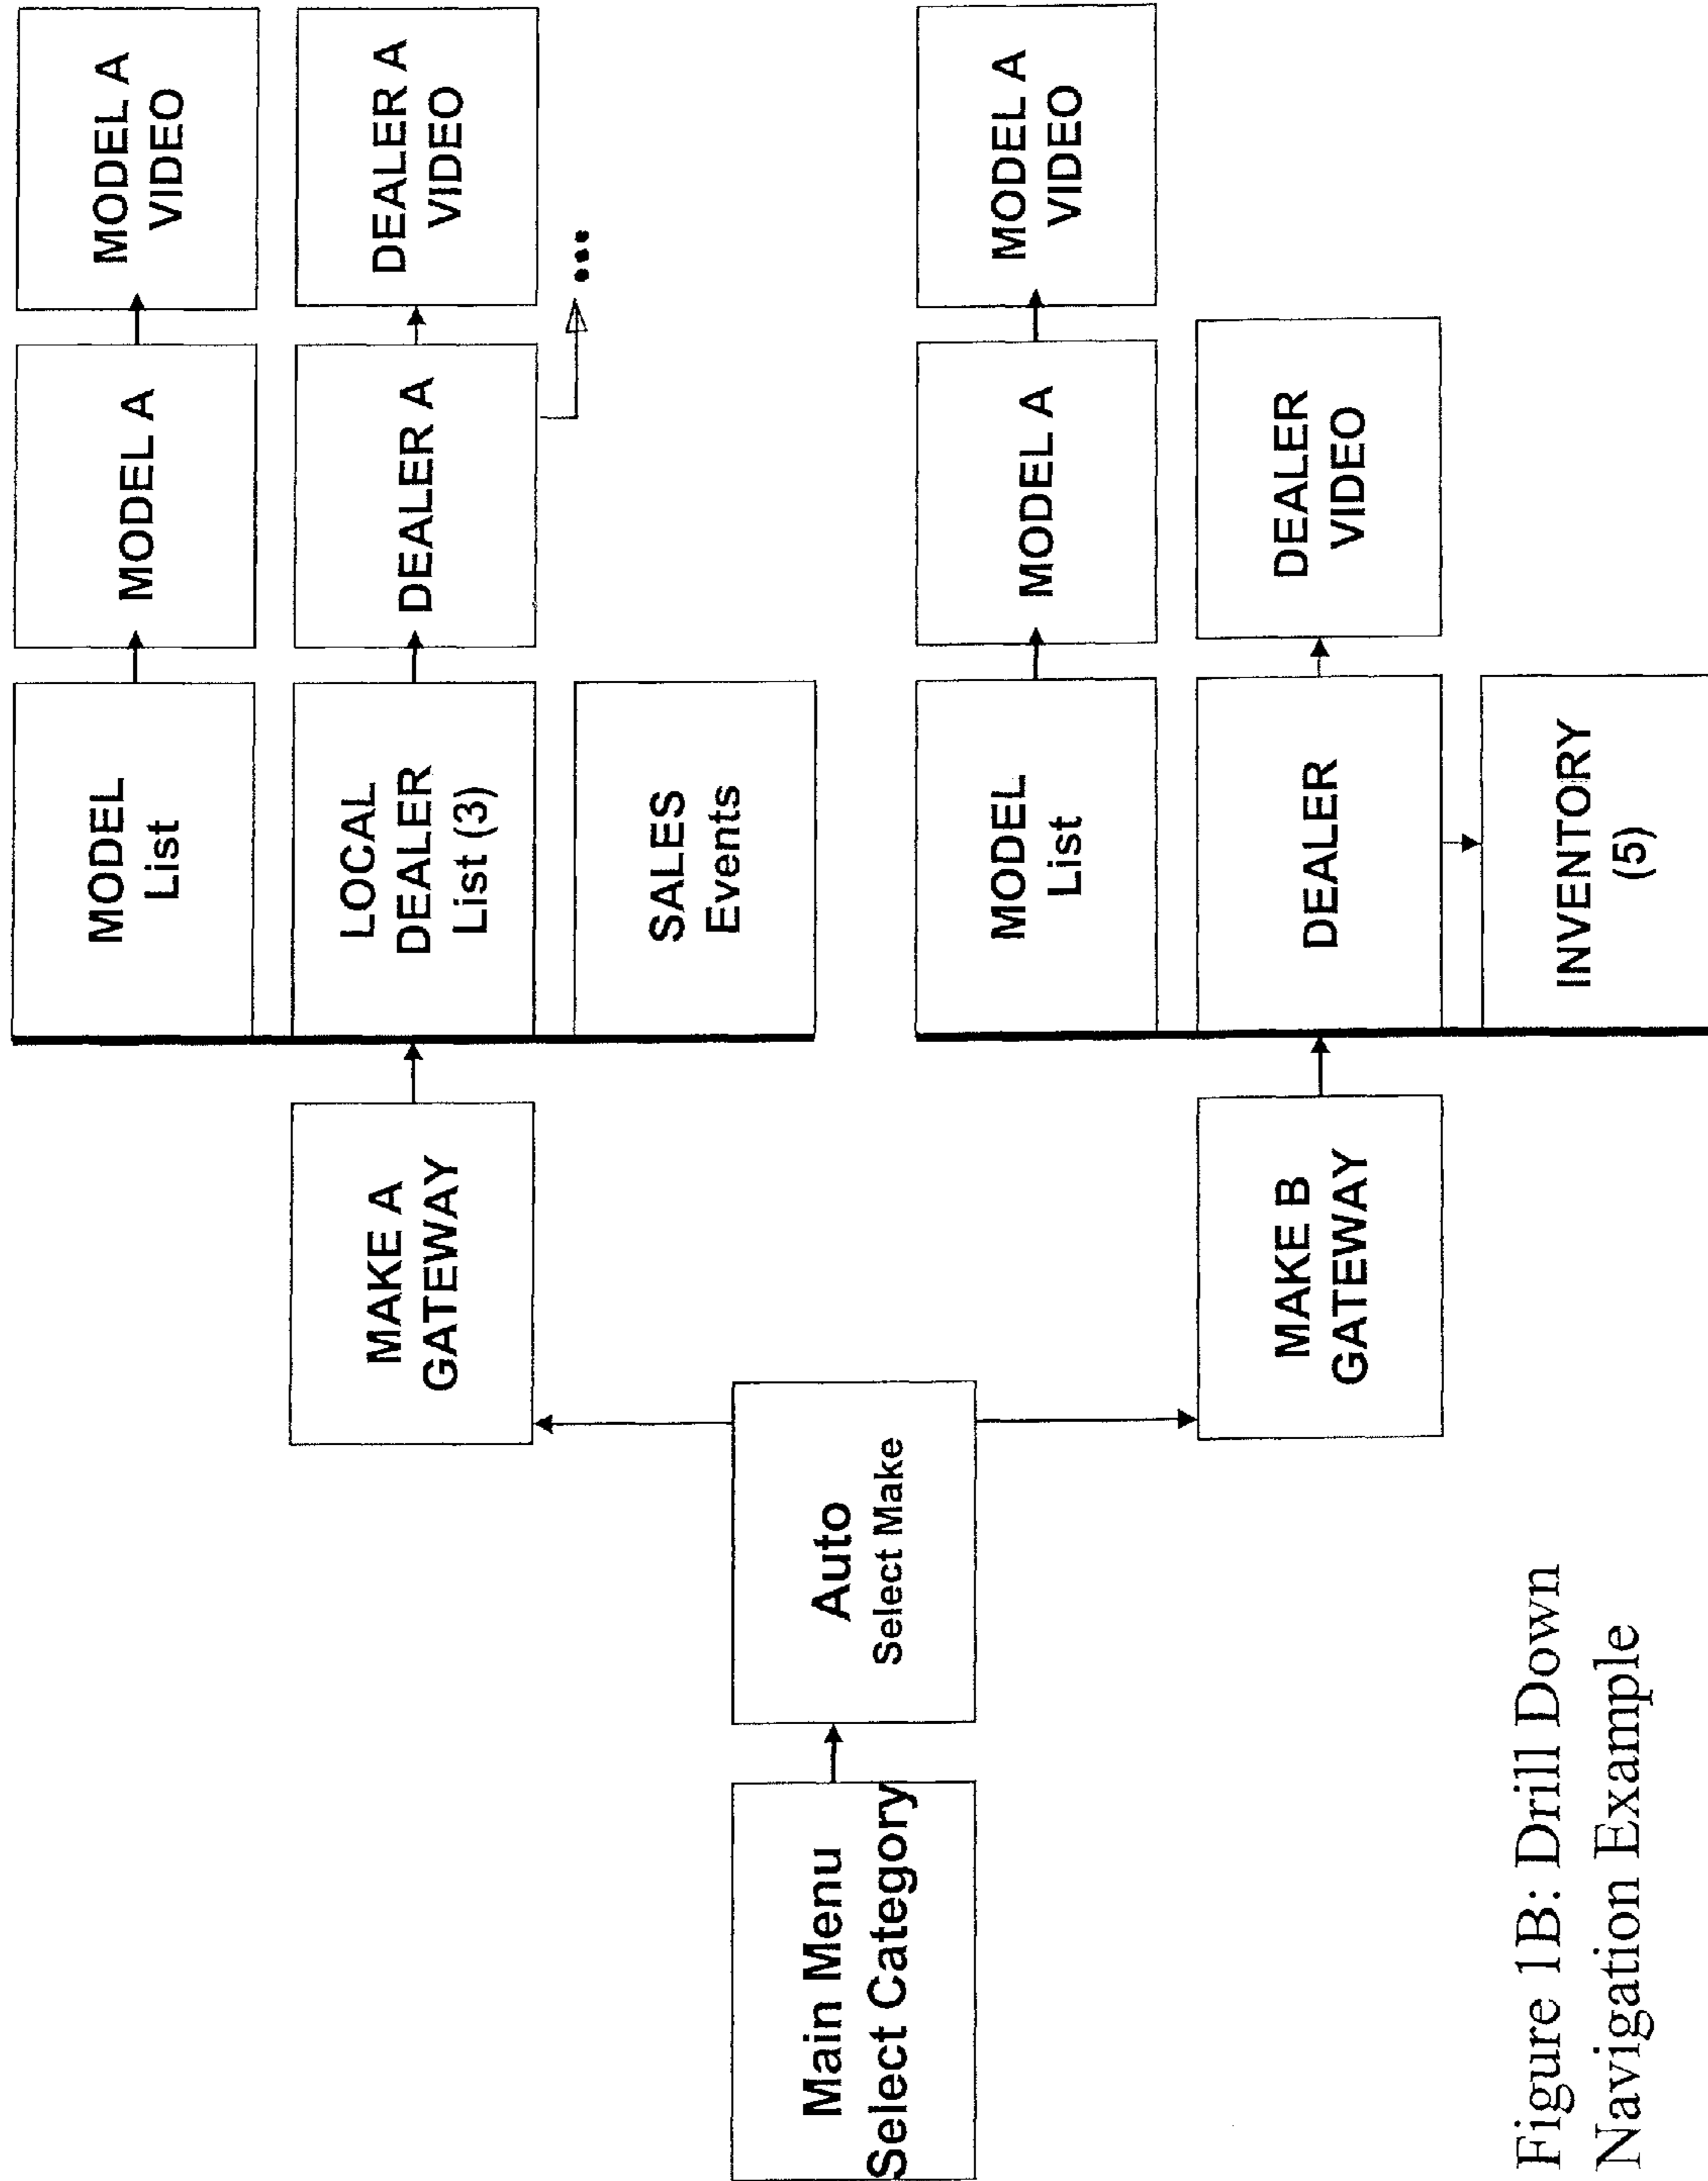 Main Menu
Select Category
Auto
Select Make
MAKE A
GATEWAY
MODEL
List
MODEL A
MODEL A
VIDEO
LOCAL
DEALER
List (3)
DEALER A
DEALER A
VIDEO
...
SALES
Events
MAKE B
GATEWAY
MODEL
List
MODEL A
MODEL A
VIDEO
DEALER
DEALER
VIDEO
INVENTORY
(5)
Figure 1B: Drill Down
Navigation Example